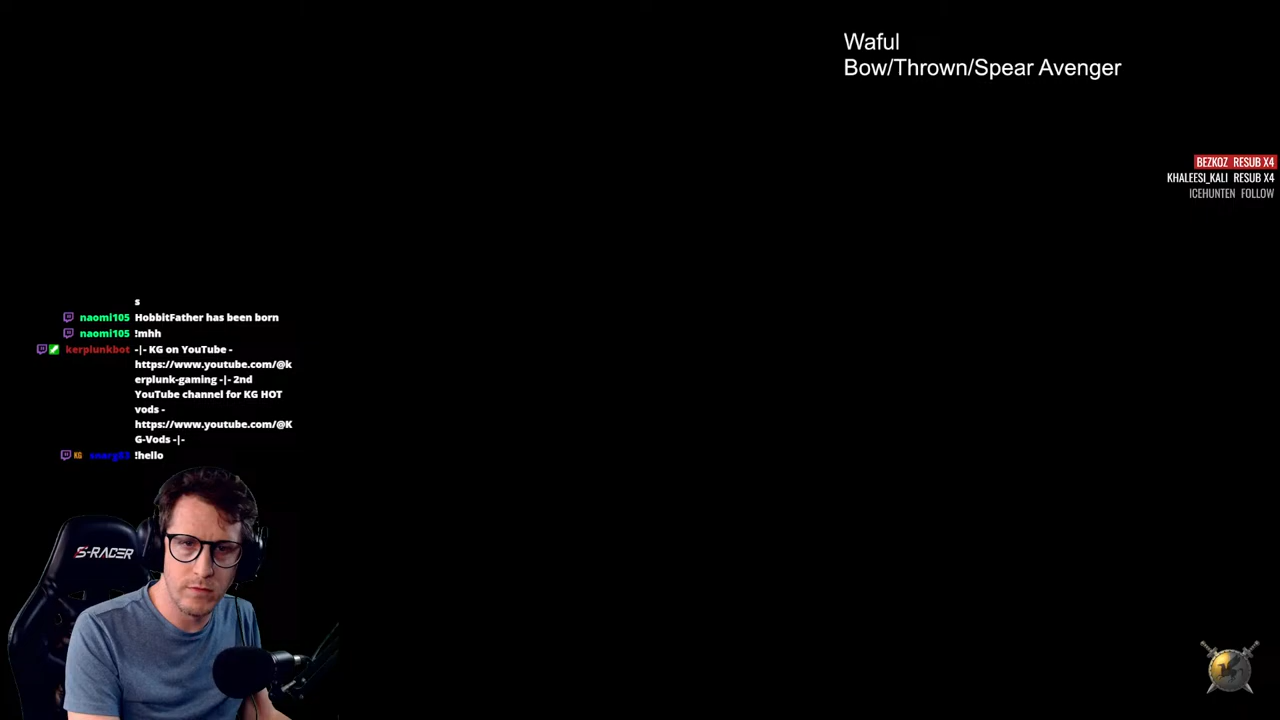 Waful
Bow/Thrown/Spear Avenger
BEZKOZ RESUB X4
KHALEESI_KALI RESUB X4
ICEHUNTEN FOLLOW
s
naomi105 HobbitFather has been born
naomi105 !mhh
kerplunkbot -|- KG on YouTube -
https://www.youtube.com/@k
erplunk-gaming -|- 2nd
YouTube channel for KG HOT
vods -
https://www.youtube.com/@K
G-Vods -|-
KG !hello
S-RACER